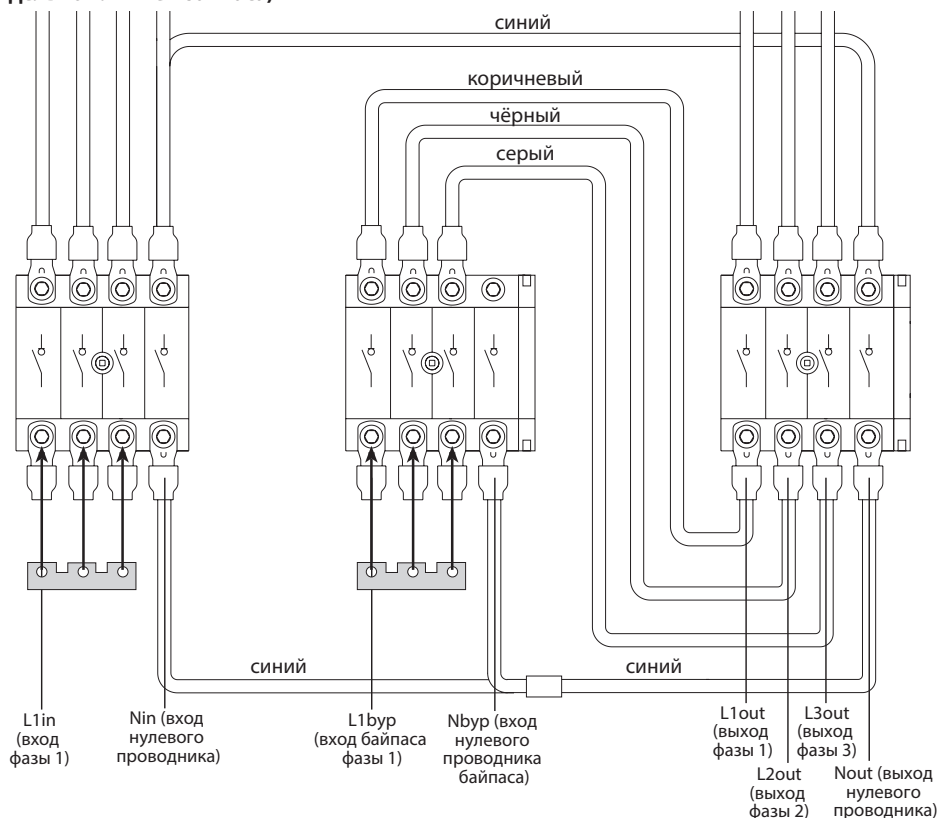 синий
коричневый
чёрный
серый
синий
синий
L1in
(вход
фазы 1)
Nin (вход
нулевого
проводника)
L1byp
(вход байпаса
фазы 1)
Nbyp (вход
нулевого
проводника
байпаса)
L1out
(выход
фазы 1)
L2out
(выход
фазы 2)
L3out
(выход
фазы 3)
Nout (выход
нулевого
проводника)